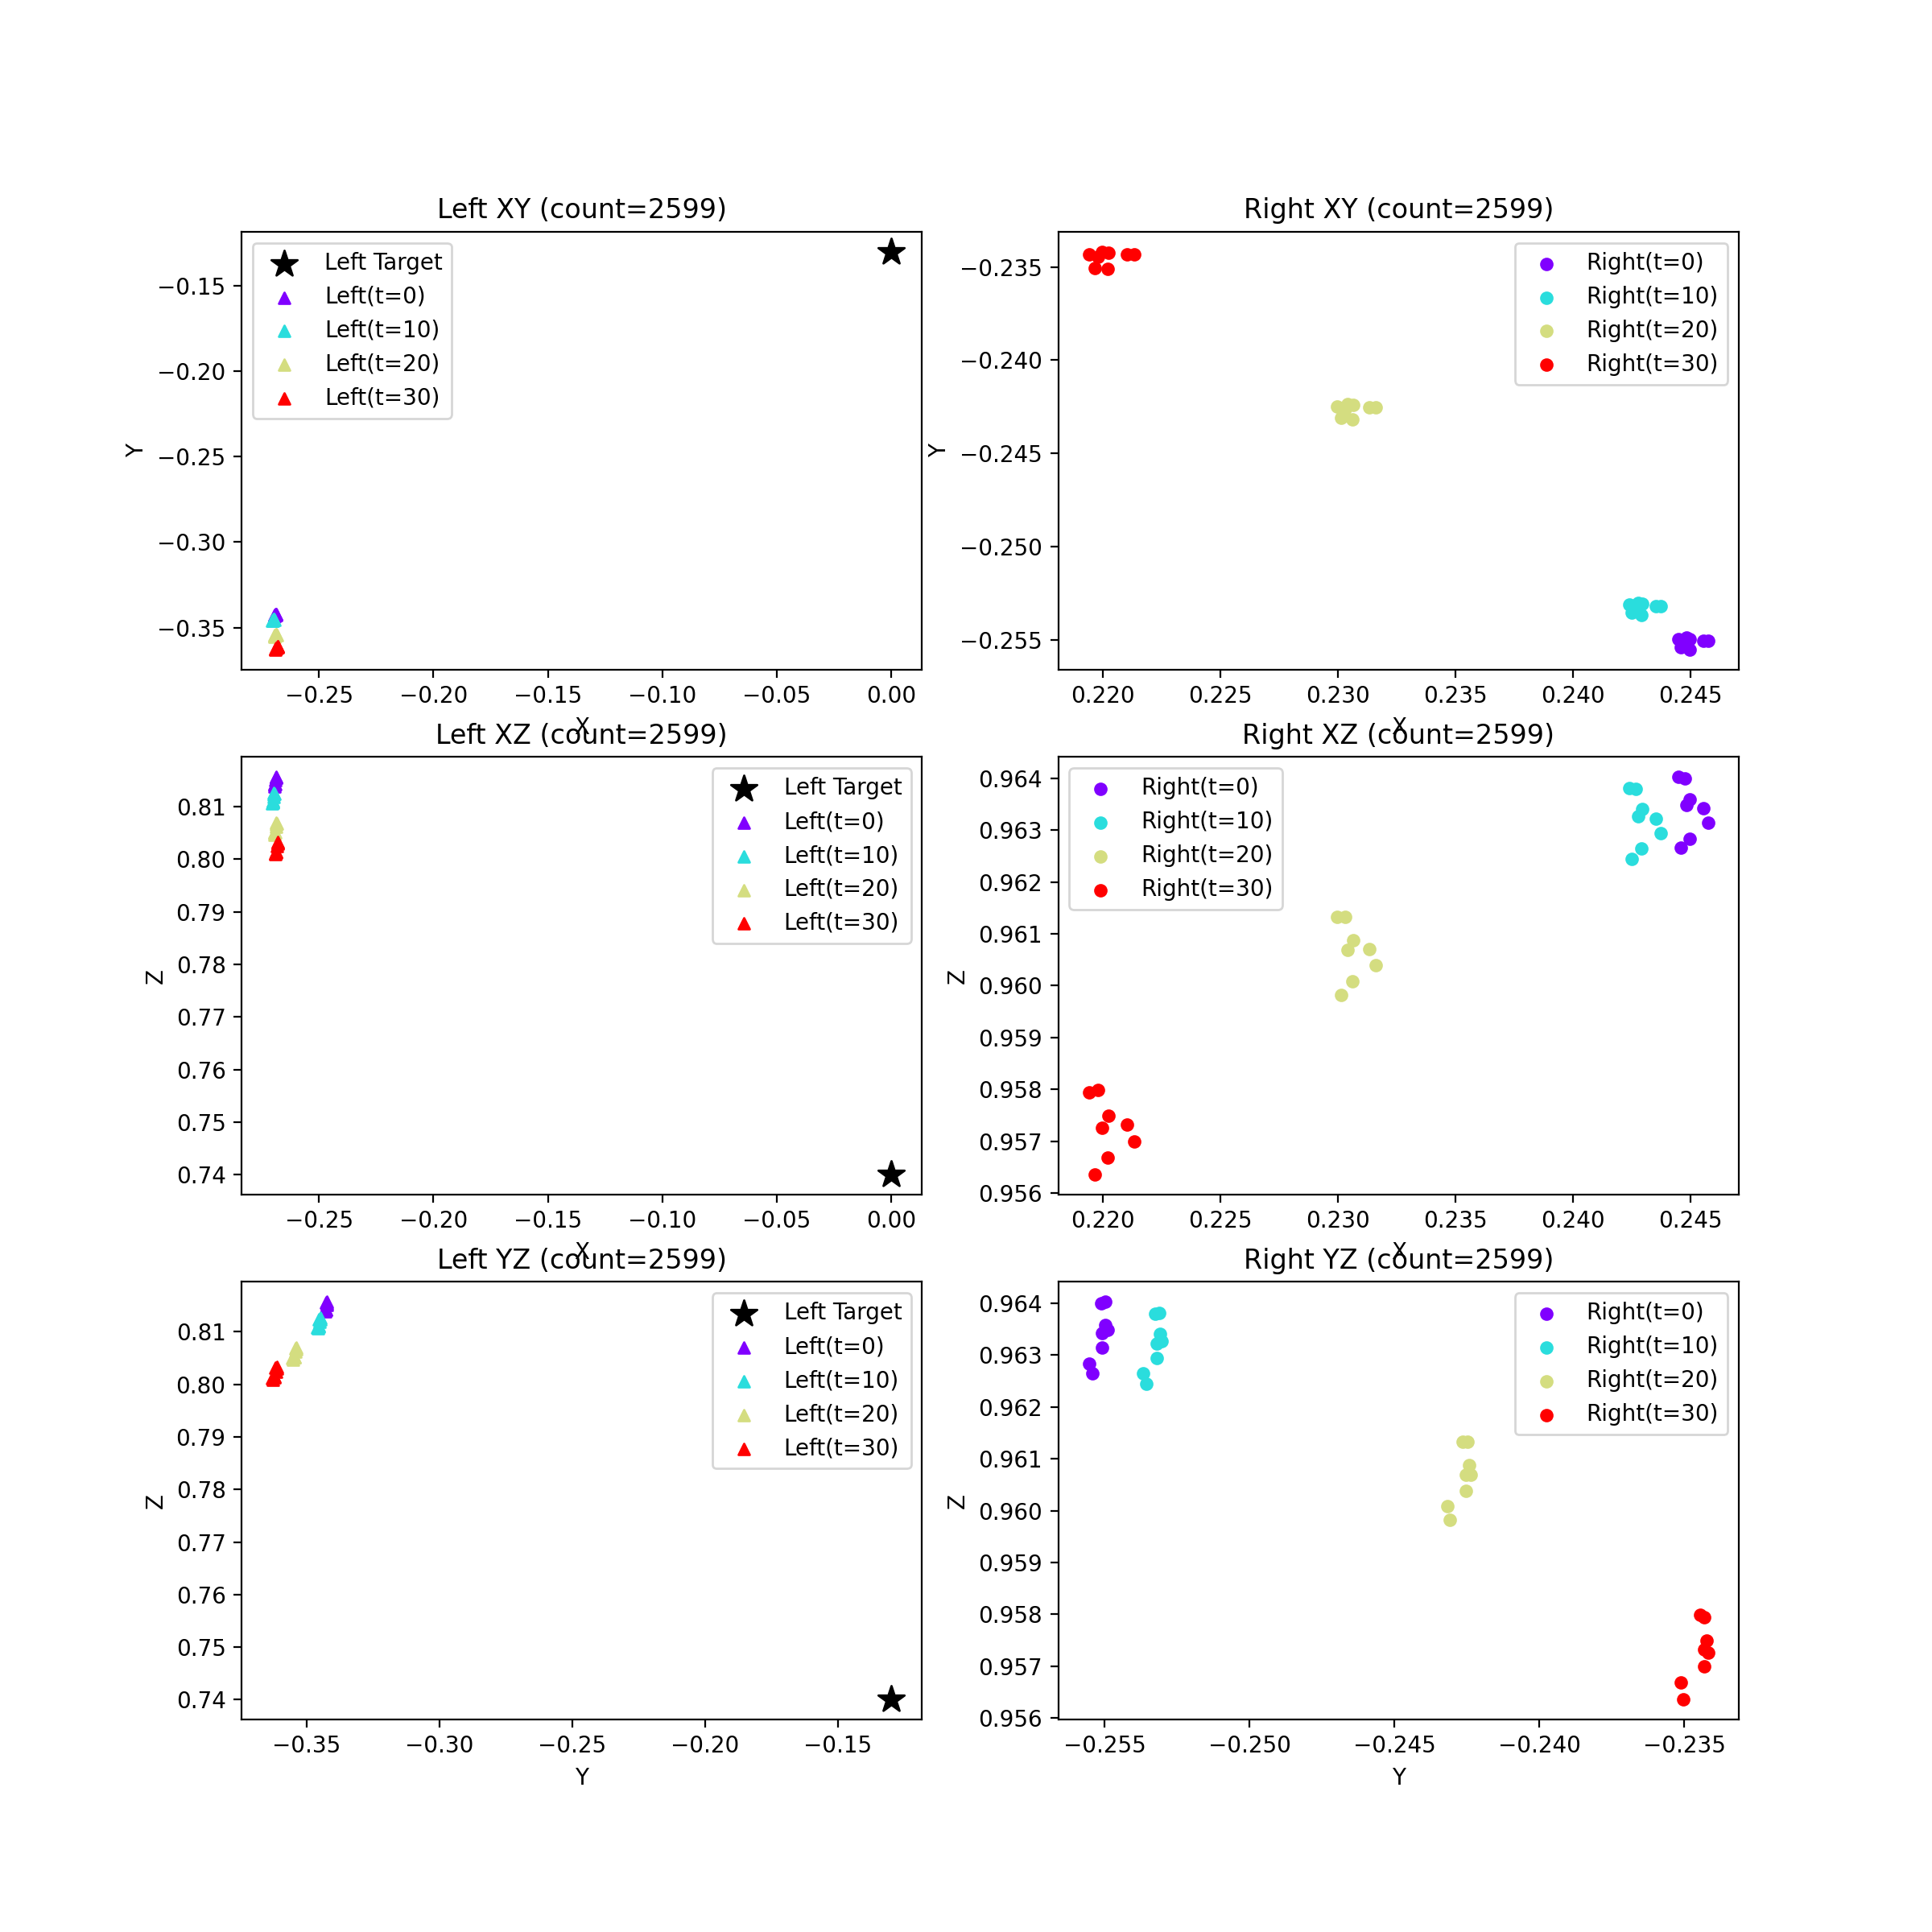 Left XY (count=2599)
Left Target
Left(t=0)
Left(t=10)
Left(t=20)
Left(t=30)
−0.15
−0.20
−0.25
−0.30
−0.35
Y
−0.25
−0.20
−0.15
−0.10
−0.05
0.00
X
Right XY (count=2599)
Right(t=0)
Right(t=10)
Right(t=20)
Right(t=30)
−0.235
−0.240
−0.245
−0.250
−0.255
Y
0.220
0.225
0.230
0.235
0.240
0.245
X
Left XZ (count=2599)
Left Target
Left(t=0)
Left(t=10)
Left(t=20)
Left(t=30)
0.81
0.80
0.79
0.78
0.77
0.76
0.75
0.74
Z
−0.25
−0.20
−0.15
−0.10
−0.05
0.00
X
Right XZ (count=2599)
Right(t=0)
Right(t=10)
Right(t=20)
Right(t=30)
0.964
0.963
0.962
0.961
0.960
0.959
0.958
0.957
0.956
Z
0.220
0.225
0.230
0.235
0.240
0.245
X
Left YZ (count=2599)
Left Target
Left(t=0)
Left(t=10)
Left(t=20)
Left(t=30)
0.81
0.80
0.79
0.78
0.77
0.76
0.75
0.74
Z
−0.35
−0.30
−0.25
−0.20
−0.15
Y
Right YZ (count=2599)
Right(t=0)
Right(t=10)
Right(t=20)
Right(t=30)
0.964
0.963
0.962
0.961
0.960
0.959
0.958
0.957
0.956
Z
−0.255
−0.250
−0.245
−0.240
−0.235
Y